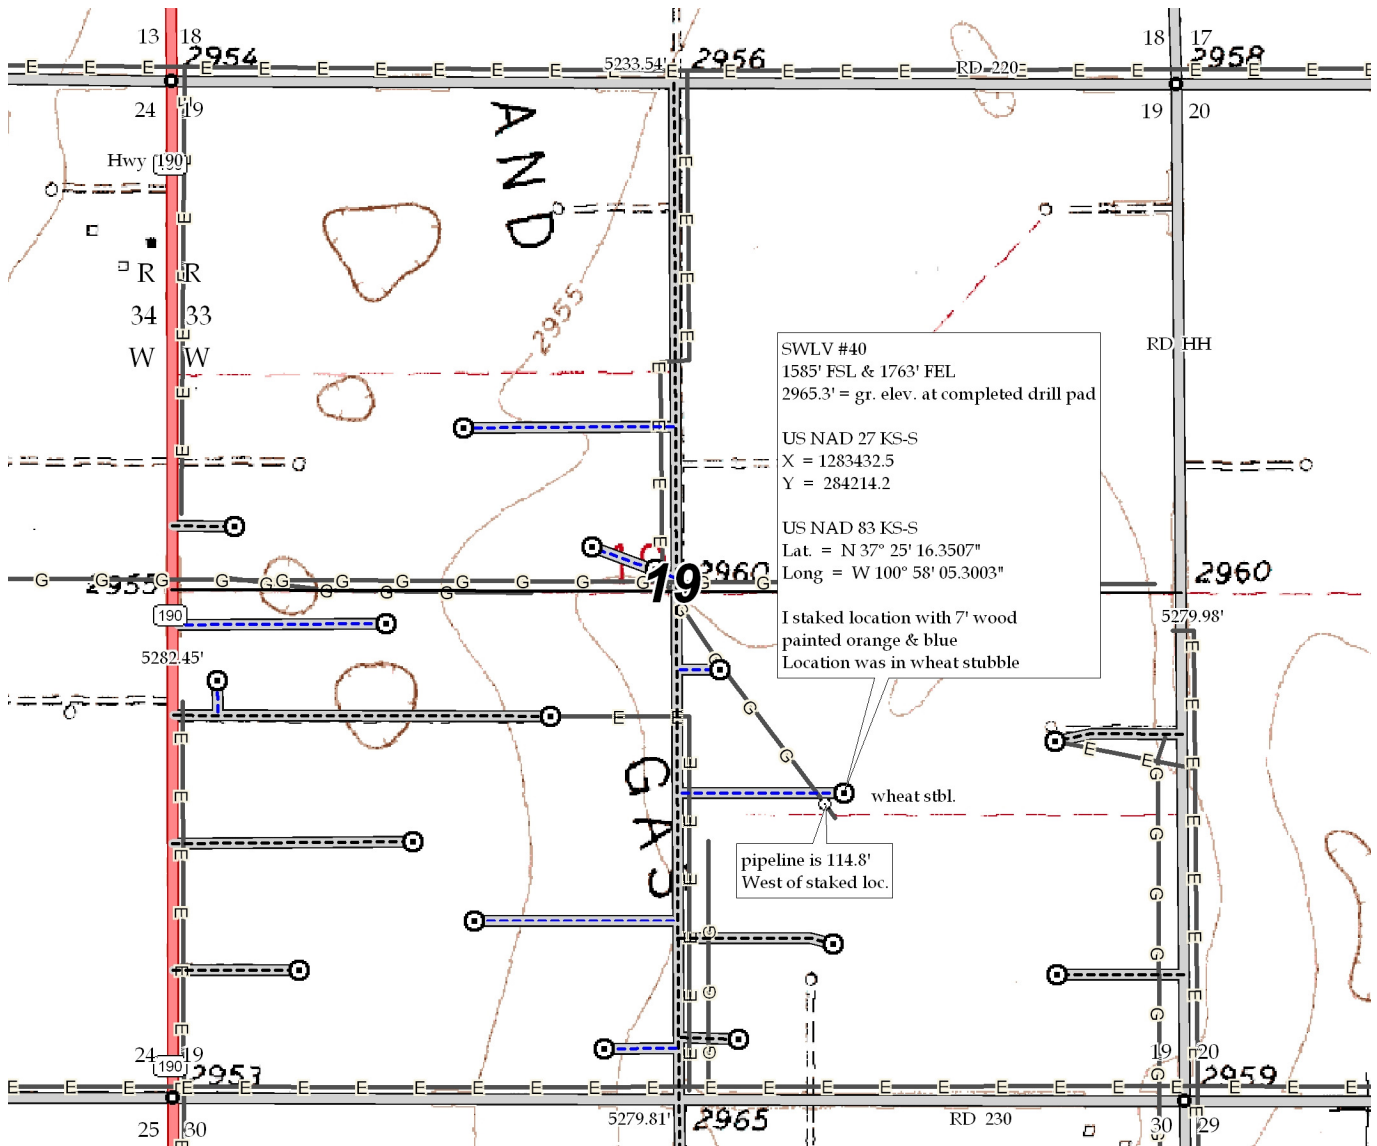 13 18
2954
5233.54'
2956
RD 220
18 17
2958
24 19
19 20
AND
Hwy 190
R R
34 33
W W
2955
RD HH
SWLV #40
1585' FSL & 1763' FEL
2965.3' = gr. elev. at completed drill pad
US NAD 27 KS-S
X = 1283432.5
Y = 284214.2
US NAD 83 KS-S
Lat. = N 37° 25' 16.3507"
Long = W 100° 58' 05.3003"
I staked location with 7' wood
painted orange & blue
Location was in wheat stubble
2955
19
2960
2960
190
5279.98'
5282.45'
GAS
wheat stbl.
pipeline is 114.8'
West of staked loc.
24 19
190
2953
19 20
2959
5279.81'
2965
RD 230
25 30
30 29